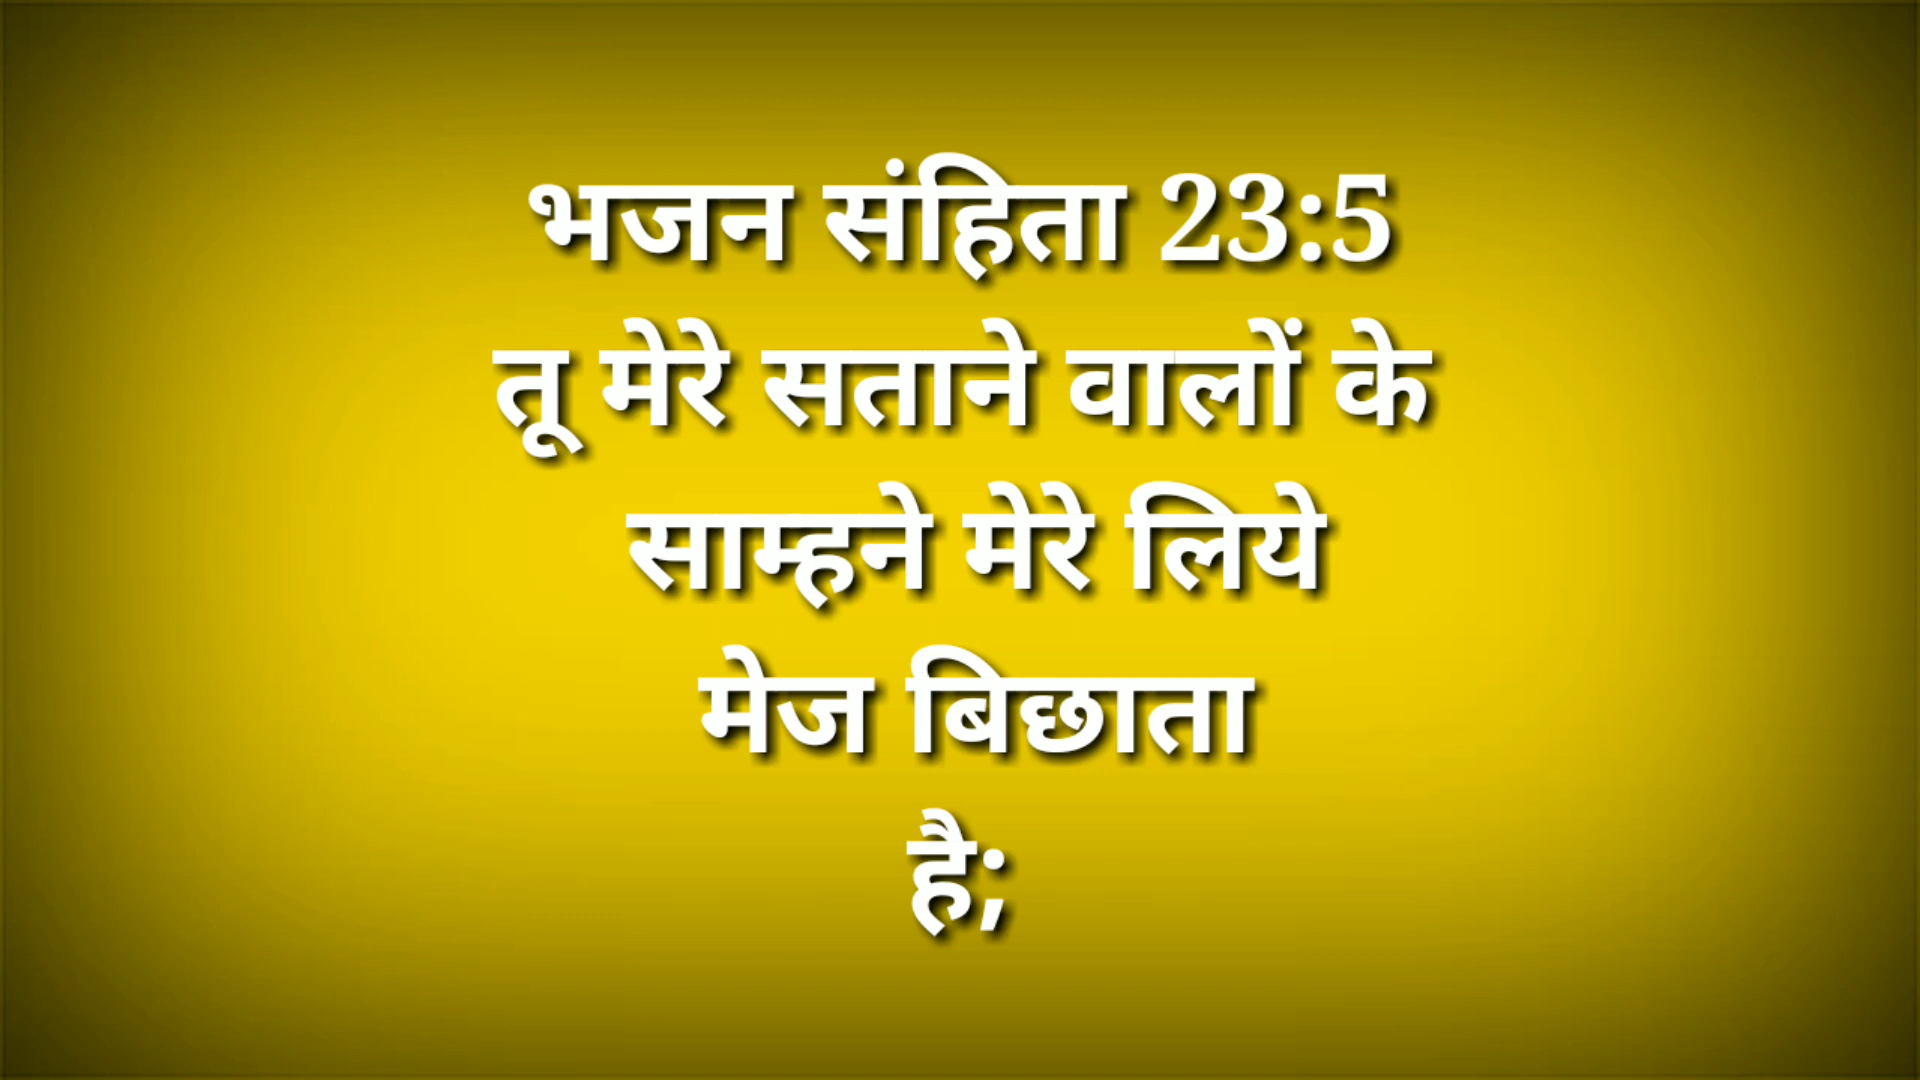 भजन संहिता 23:5
तू मेरे सताने वालों के
साम्हने मेरे लिये
मेज बिछाता
है;